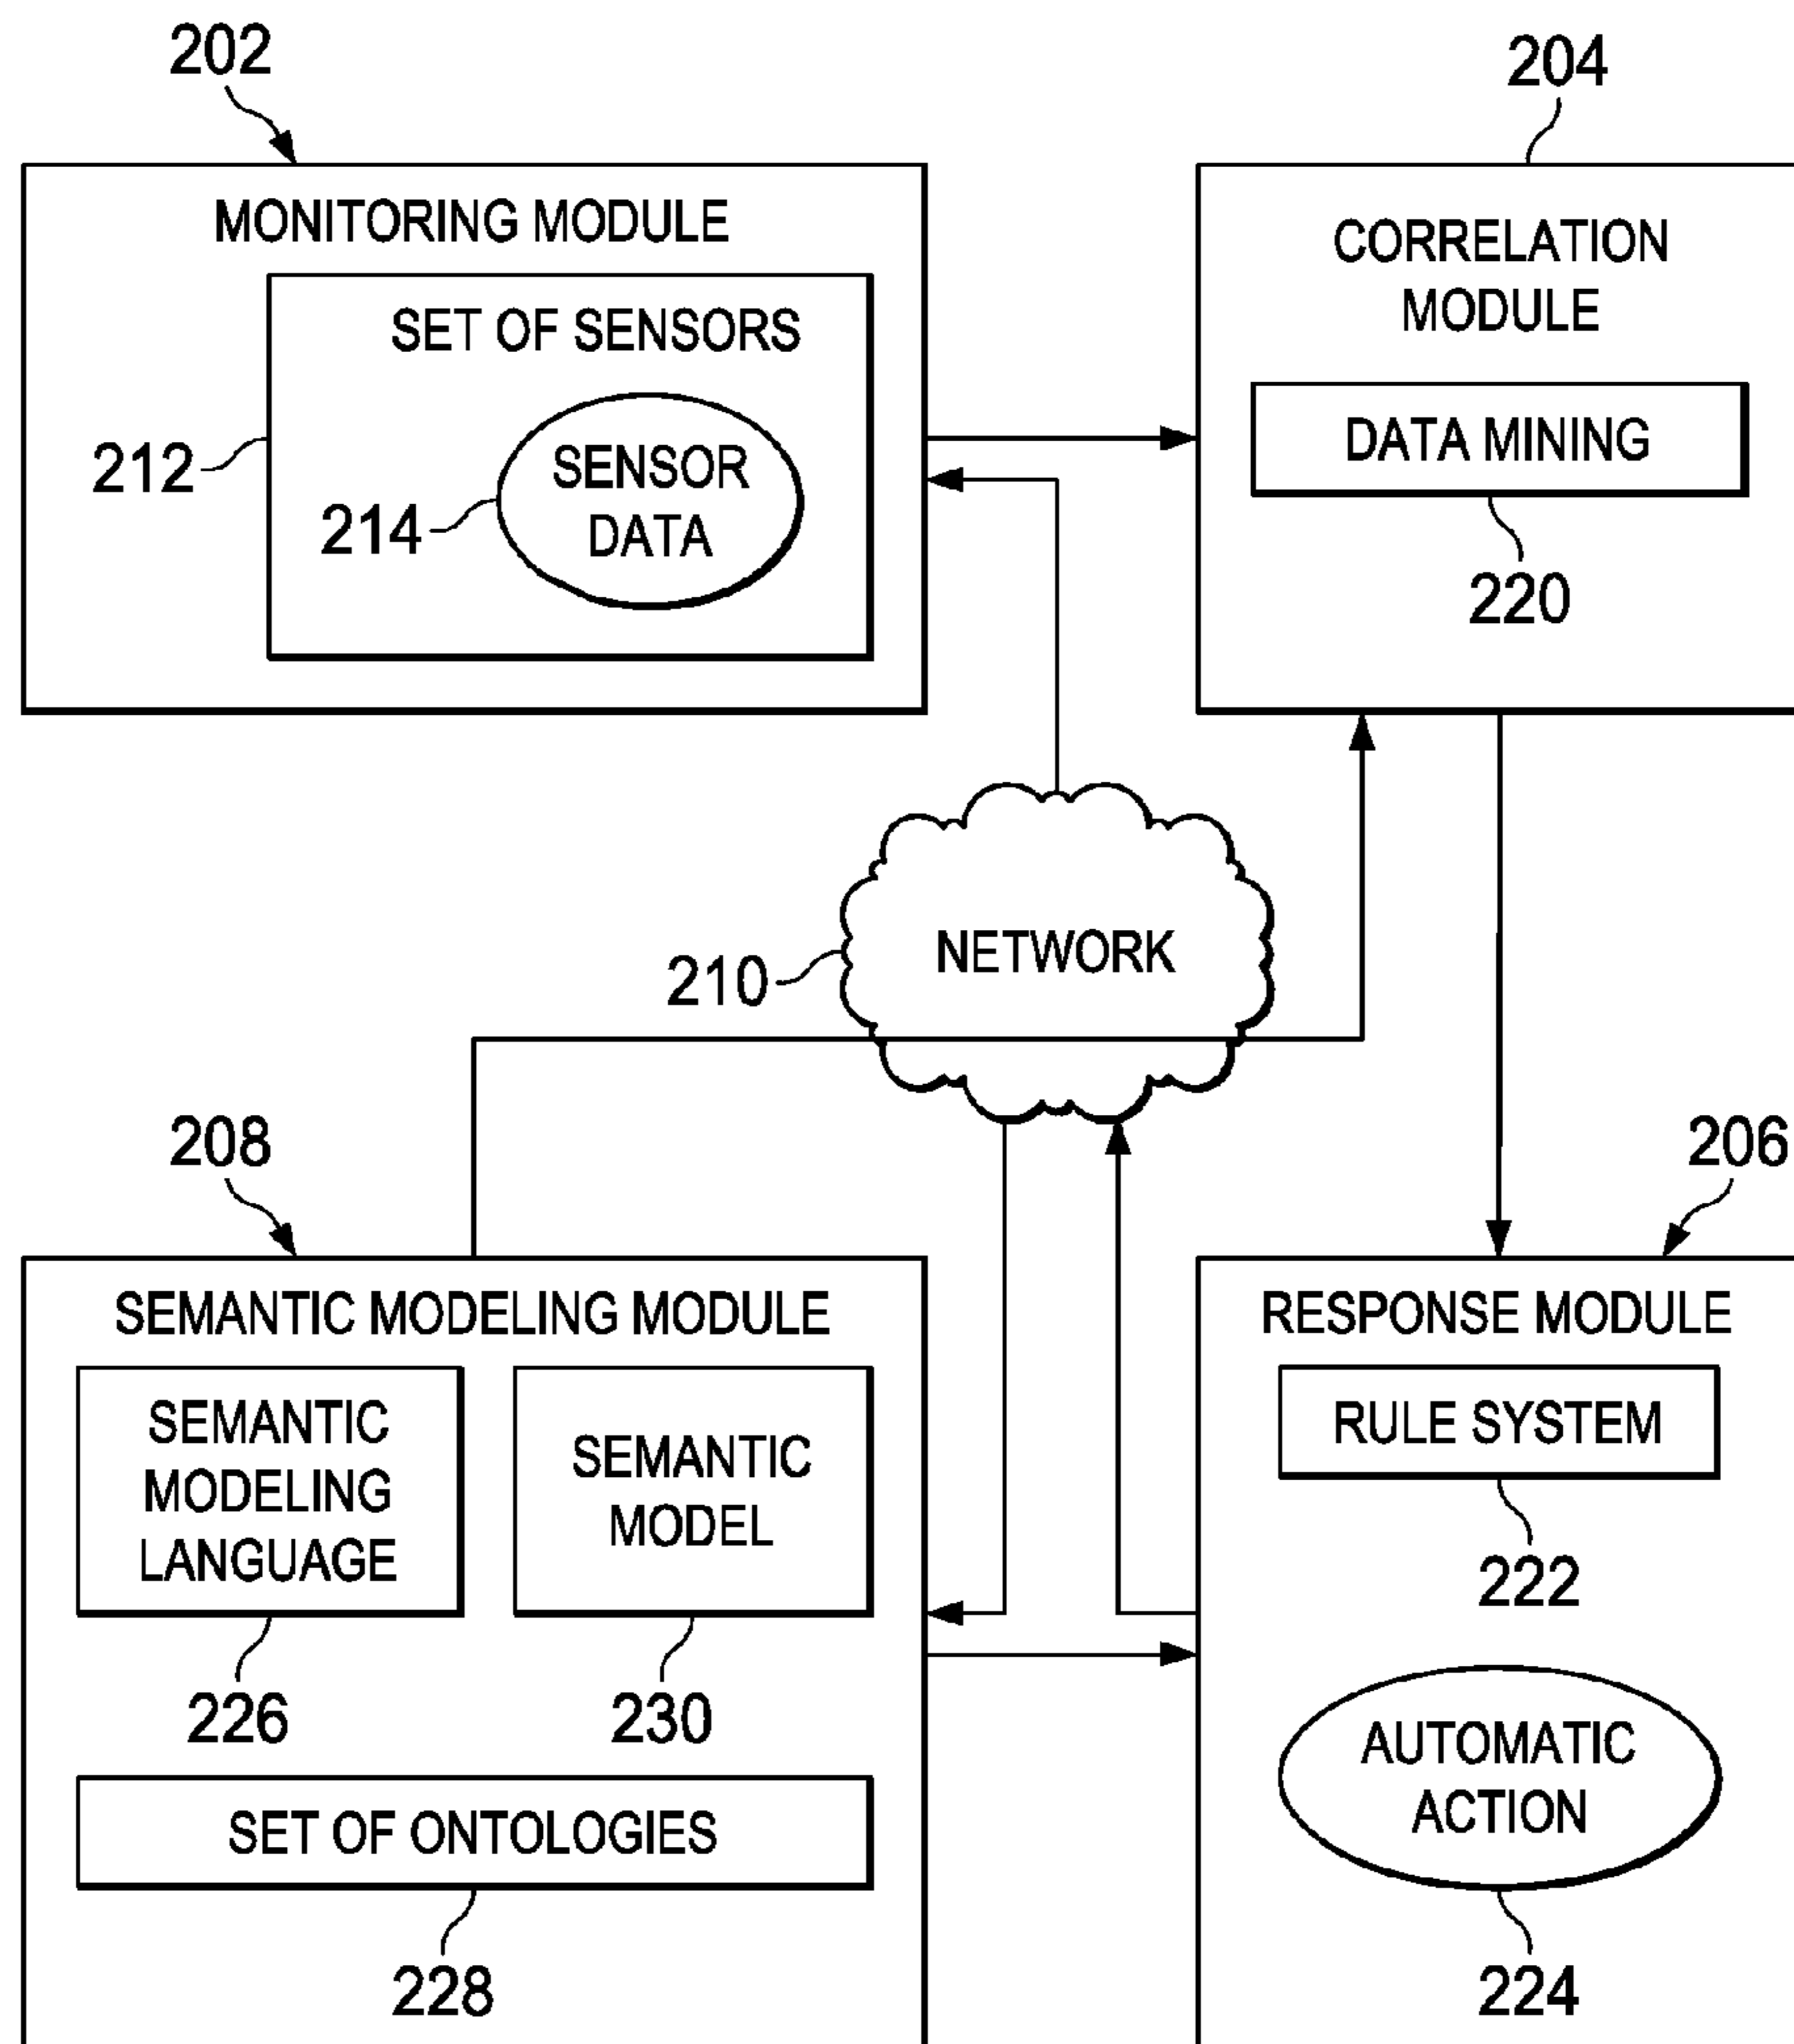 202
204
MONITORING MODULE
SET OF SENSORS
SENSOR
DATA
212
214
CORRELATION
MODULE
DATA MINING
220
NETWORK
210
208
206
SEMANTIC MODELING MODULE
SEMANTIC
MODELING
LANGUAGE
SEMANTIC
MODEL
226
230
SET OF ONTOLOGIES
228
RESPONSE MODULE
RULE SYSTEM
222
AUTOMATIC
ACTION
224